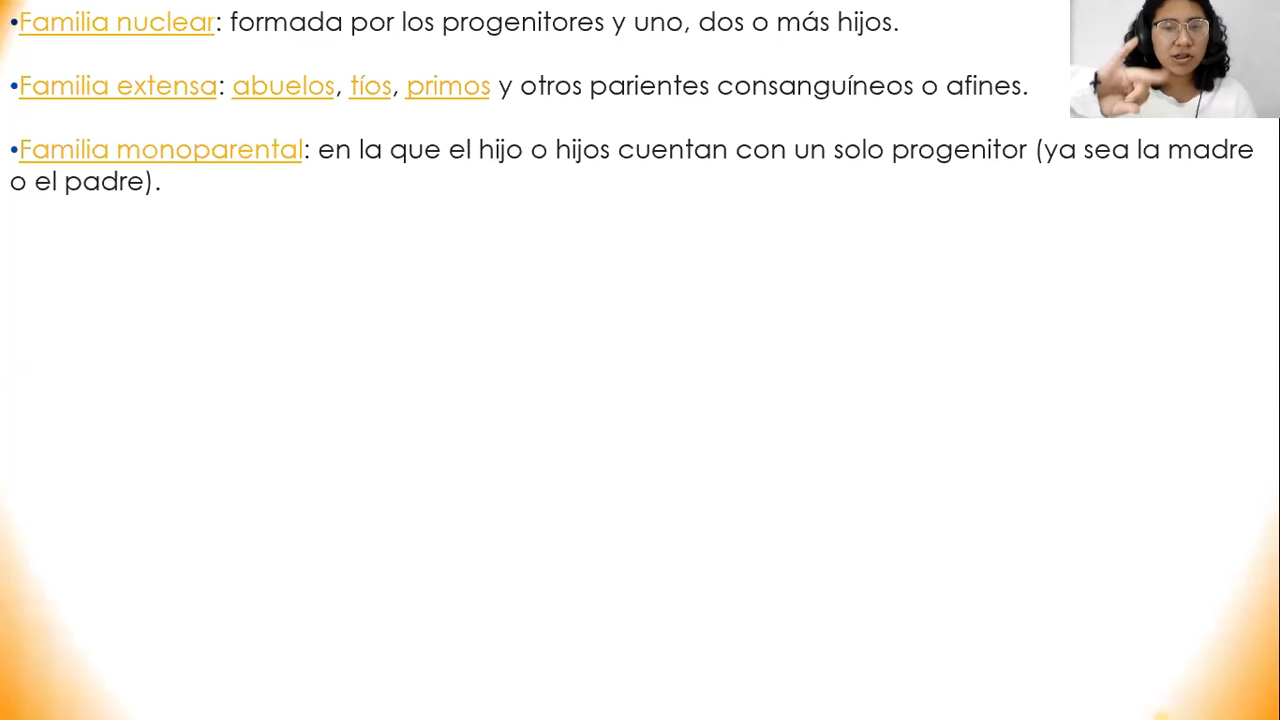 •Familia nuclear: formada por los progenitores y uno, dos o más hijos.
•Familia extensa: abuelos, tíos, primos y otros parientes consanguíneos o afines.
•Familia monoparental: en la que el hijo o hijos cuentan con un solo progenitor (ya sea la madre
o el padre).